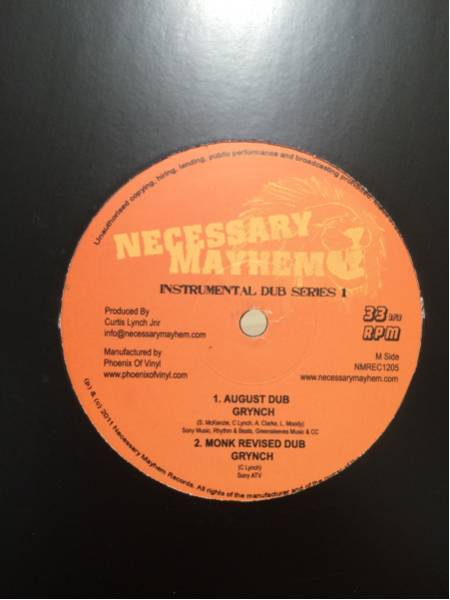 Unauthorised copying, hiring, lending, public performance and broadcasting prohibited
NECESSARY
MAYHEM
INSTRUMENTAL DUB SERIES 1
Produced By
Curtis Lynch Jnr
info@necessarymayhem.com
33 1/3
RPM
Manufactured by
Phoenix Of Vinyl
www.phoenixofvinyl.com
M Side
NMREC1205
www.necessarymayhem.com
1. AUGUST DUB
GRYNCH
(S. McKenzie, C Lynch, A. Clarke, L. Moody)
Sony Music, Rhythm & Beats, Greensleeves Music & CC
2. MONK REVISED DUB
GRYNCH
(C Lynch)
Sony ATV
(p) & (c) 2011 Necessary Mayhem Records. All rights of the manufacturer and of the